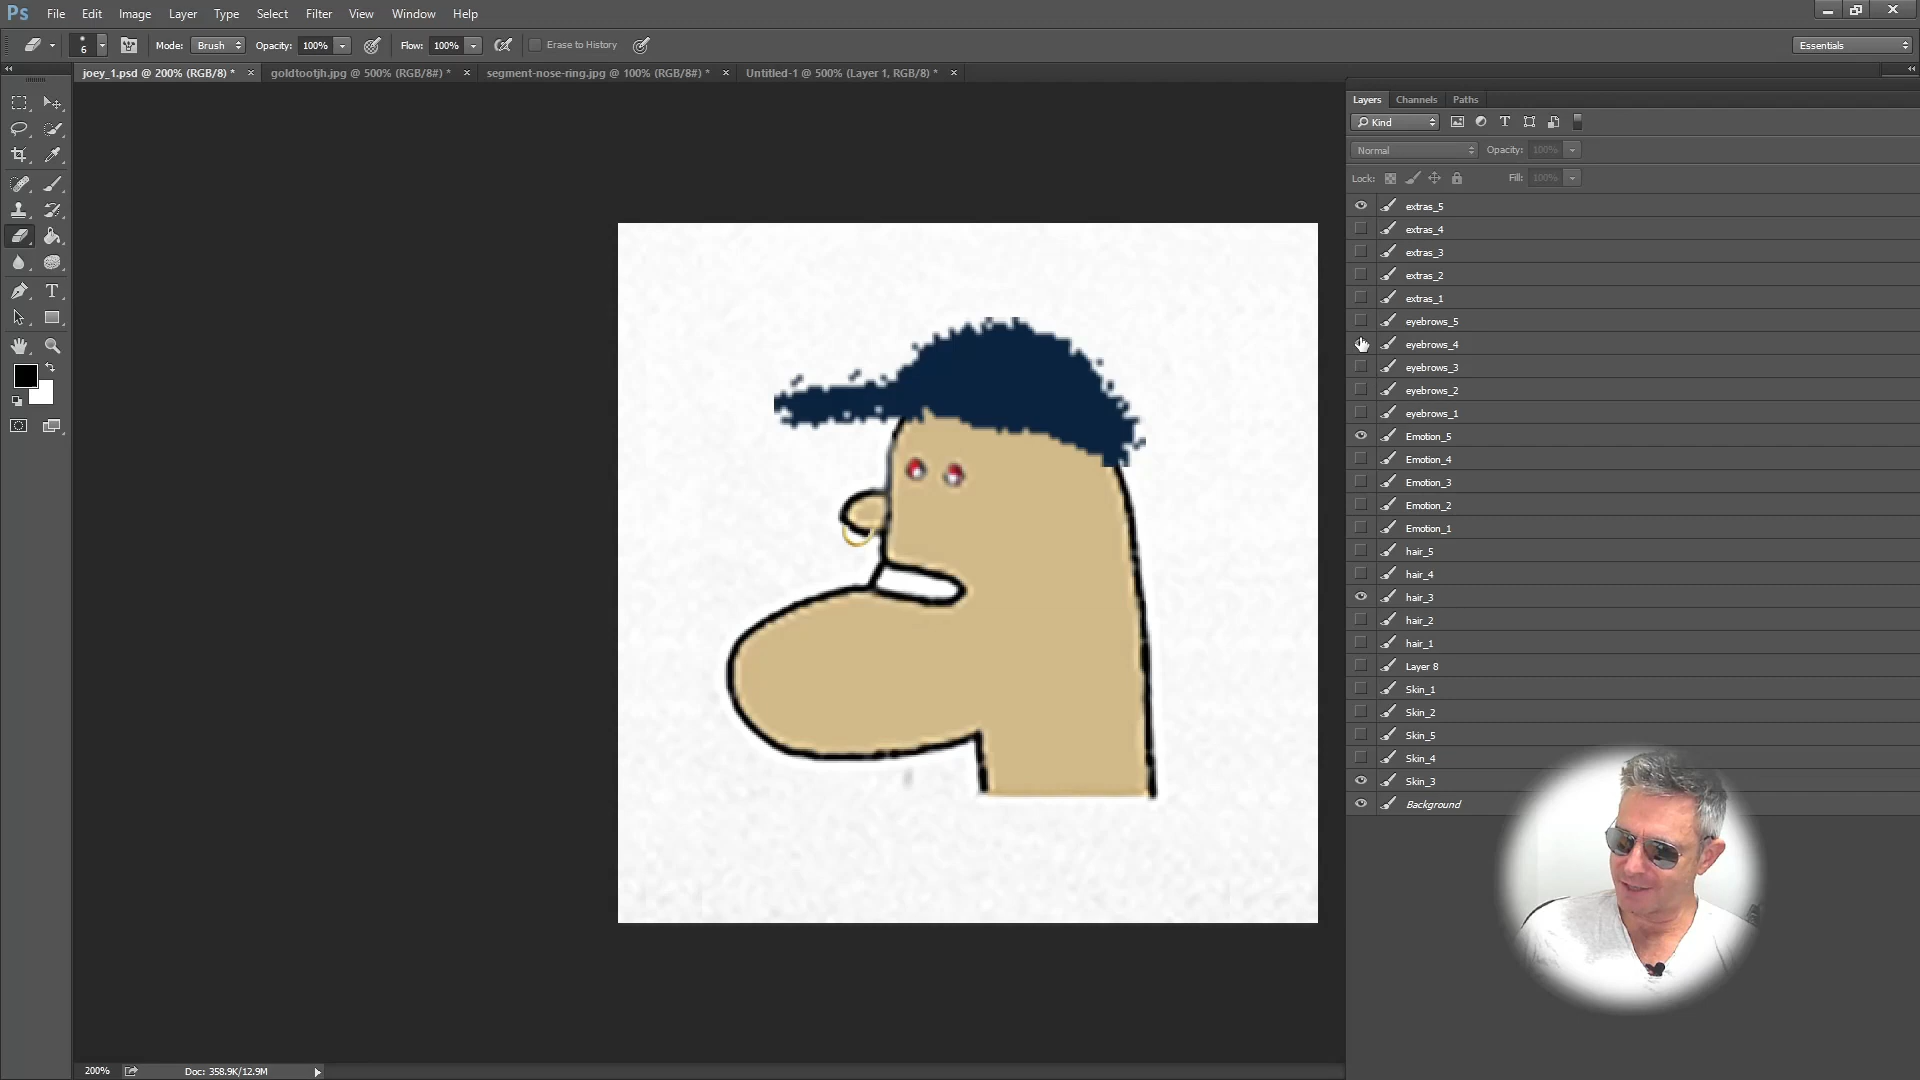 Ps File Edit Image Layer Type Select Filter View Window Help
6 Mode: Brush Opacity: 100% Flow: 100% Erase to History Essentials
joey_1.psd @ 200% (RGB/8) * × goldtootjh.jpg @ 500% (RGB/8#) * × segment-nose-ring.jpg @ 100% (RGB/8#) * × Untitled-1 @ 500% (Layer 1, RGB/8) * ×
Layers Channels Paths
Kind
Normal Opacity: 100%
Lock: Fill: 100%
extras_5
extras_4
extras_3
extras_2
extras_1
eyebrows_5
eyebrows_4
eyebrows_3
eyebrows_2
eyebrows_1
Emotion_5
Emotion_4
Emotion_3
Emotion_2
Emotion_1
hair_5
hair_4
hair_3
hair_2
hair_1
Layer 8
Skin_1
Skin_2
Skin_5
Skin_4
Skin_3
Background
200% Doc: 358.9K/12.9M